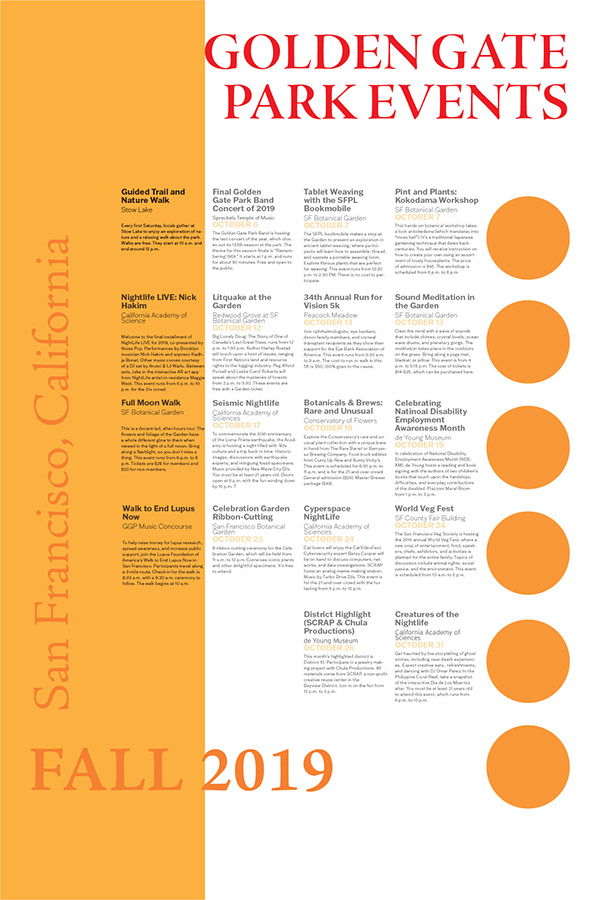 GOLDEN GATE
PARK EVENTS
San Francisco, California
Guided Trail and
Nature Walk
Stow Lake
Every first Saturday, locals gather at
Stow Lake to enjoy an exploration of na-
ture and a relaxing walk about the park.
Walks are free. They start at 10 a.m. and
end around 12 p.m.
Final Golden
Gate Park Band
Concert of 2019
Spreckels Temple of Music
OCTOBER 6
The Golden Gate Park Band is hosting
the last concert of the year, which clos-
es out its 137th season at the park. The
theme for this season finale is "Remem-
bering 1969." It starts at 1 p.m. and runs
for about 90 minutes. Free and open to
the public.
Tablet Weaving
with the SFPL
Bookmobile
SF Botanical Garden
OCTOBER 7
The SFPL bookmobile makes a stop at
the Garden to present an exploration in
ancient tablet weaving, where partici-
pants will learn how to assemble, thread,
and operate a portable weaving loom.
Explore fibrous plants that are perfect
for weaving. This event runs from 12:30
p.m. to 2:30 PM. There is no cost to par-
ticipate.
Pint and Plants:
Kokodama Workshop
SF Botanical Garden
OCTOBER 7
This hands on botanical workshop takes
a look at kokodama (which translates into
"moss ball"). It's a traditional Japanese
gardening technique that dates back
centuries. You will receive instruction on
how to create your own using an assort-
ment of lovely houseplants. The price
of admission is $45. The workshop is
scheduled from 6 p.m. to 8 p.m.
Nightlife LIVE: Nick
Hakim
California Academy of
Science
Welcome to the final installment of
NightLife LIVE for 2019, co-presented by
Noise Pop. Performances by Brooklyn
musician Nick Hakim and soprano Kadh-
ja Bonet. Other music comes courtesy
of a DJ set by Aroni & Lil Waltz. Between
sets, take in the interactive AR art app
from NightLife artist-in-residence Maggie
West. This event runs from 6 p.m. to 10
p.m. for the 21+ crowd.
Litquake at the
Garden
Redwood Grove at SF
Botanical Garden
OCTOBER 12
Big Lonely Doug: The Story of One of
Canada's Last Great Trees, runs from 12
p.m. to 1:30 p.m. Author Harley Rustad
will touch upon a host of issues, ranging
from First Nations land and resource
rights to the logging industry. Peg Alford
Pursell and Leslie Carol Roberts will
speak about the mysteries of forests
from 2 p.m. to 3:30. These events are
free with a Garden ticket.
34th Annual Run for
Vision 5k
Peacock Meadow
OCTOBER 13
Join ophthalmologists, eye bankers,
donor family members, and corneal
transplant recipients as they show their
support for the Eye Bank Association of
America. This event runs from 6:30 a.m.
to 9 a.m. The cost to run or walk in this
5K is $50, 100% goes to the cause.
Sound Meditation in
the Garden
SF Botanical Garden
OCTOBER 13
Clear the mind with a wave of sounds
that include chimes, crystal bowls, ocean
wave drums, and planetary gongs. The
meditation takes place in the outdoors
on the grass. Bring along a yoga mat,
blanket, or pillow. This event is from 4
p.m. to 5:15 p.m. The cost of tickets is
$14-$28, which can be purchased here.
Full Moon Walk
SF Botanical Garden
This is a docent led, after-hours tour. The
flowers and foliage of the Garden have
a whole different glow to them when
viewed in the light of a full moon. Bring
along a flashlight, so you don't miss a
thing. This event runs from 6 p.m. to 9
p.m. Tickets are $26 for members and
$30 for non-members.
Seismic Nightlife
California Academy of
Sciences
OCTOBER 17
To commemorate the 30th anniversary
of the Loma Prieta earthquake, the Acad-
emy is hosting a night filled with '80s
culture and a trip back in time. Historic
images, discussions with earthquake
experts, and intriguing fossil specimens.
Music provided by New Wave City DJs.
You must be at least 21 years old. Doors
open at 6 p.m. with the fun winding down
by 10 p.m. T
Botanicals & Brews:
Rare and Unusual
Conservatory of Flowers
OCTOBER 18
Explore the Conservatory's rare and un-
usual plant collection with a unique brew
in hand from The Rare Barrel or Sierryes-
ses Brewing Company. Food truck edibles
from Curry Up Now and Aunty Vicky's.
This event is scheduled for 6:30 p.m. to
9 p.m. and is for the 21 and over crowd.
General admission ($25) Master Brewer
package ($49)
Celebrating
National Disability
Employment
Awareness Month
de Young Museum
OCTOBER 19
In celebration of National Disability
Employment Awareness Month (NDE-
AM), de Young hosts a reading and book
signing with the authors of two children's
books that touch upon the hardships,
difficulties, and everyday contributions
of the disabled. Piazzoni Mural Room
from 1 p.m. to 3 p.m.
Walk to End Lupus
Now
GGP Music Concourse
To help raise money for lupus research,
spread awareness, and increase public
support, join the Lupus Foundation of
America's Walk to End Lupus Now in
San Francisco. Participants travel along
a 2-mile route. Check-in for the walk is
8:30 a.m. with a 9:30 a.m. ceremony to
follow. The walk begins at 10 a.m.
Celebration Garden
Ribbon-Cutting
San Francisco Botanical
Garden
OCTOBER 23
A ribbon-cutting ceremony for the Cele-
bration Garden, which will be held from
11 a.m. to 12 p.m. Come see iconic plants
and other delightful specimens. It's free
to attend.
Cyperspace
NightLife
California Academy of
Sciences
OCTOBER 24
Cat lovers will enjoy the CatVideoFest.
Cybersecurity expert Betsy Cooper will
be on hand to discuss computers, net-
works, and data investigations. SCRAP
hosts an analog meme-making station.
Music by Turbo Drive DJs. This event is
for the 21 and over crowd with the fun
lasting from 6 p.m. to 10 p.m.
World Veg Fest
SF County Fair Building
OCTOBER 24
The San Francisco Veg Society is hosting
the 20th annual World Veg Fest, where a
new crop of entertainment, food, speak-
ers, chefs, exhibitors, and activities is
planned for the entire family. Topics of
discussion include animal rights, social
justice, and the environment. This event
is scheduled from 10 a.m. to 6 p.m.
District Highlight
(SCRAP & Chula
Productions)
de Young Museum
OCTOBER 26
This month's highlighted district is
District 10. Participate in a jewelry mak-
ing project with Chula Productions. All
materials come from SCRAP, a non-profit
creative reuse center in the
Bayview District. Join in on the fun from
12 p.m. to 3 p.m.
Creatures of the
Nightlife
California Academy of
Sciences
OCTOBER 31
Get haunted by live storytelling of ghost
stories, including near death experienc-
es. Expect creative eats, refreshments,
and dancing with DJ Omar Perez. In the
Philippine Coral Reef, take a snapshot
of the interactive Dia de Los Muertos
altar. You must be at least 21 years old
to attend this event, which runs from
6 p.m. to 10 p.m.
FALL 2019